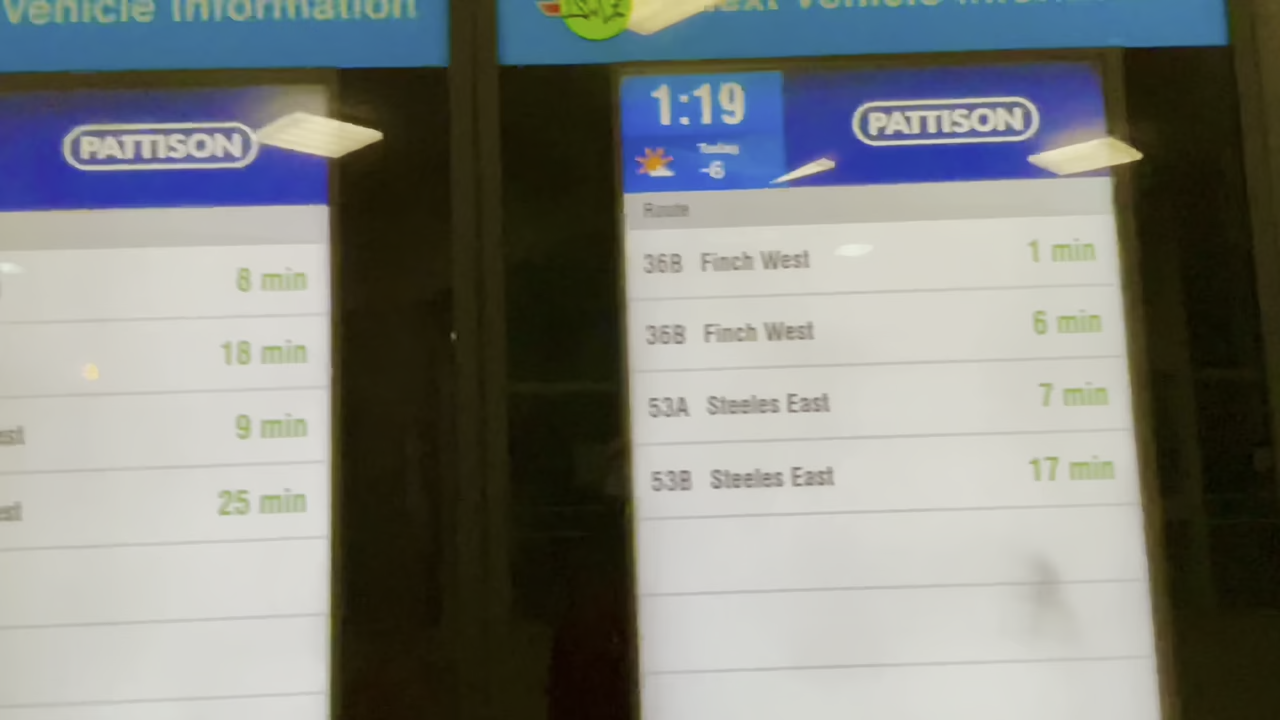 Vehicle Information
PATTISON
8 min
18 min
9 min
25 min
Next Vehicle
1:19
Today
-6
PATTISON
Route
36B Finch West 1 min
36B Finch West 6 min
53A Steeles East 7 min
53B Steeles East 17 min